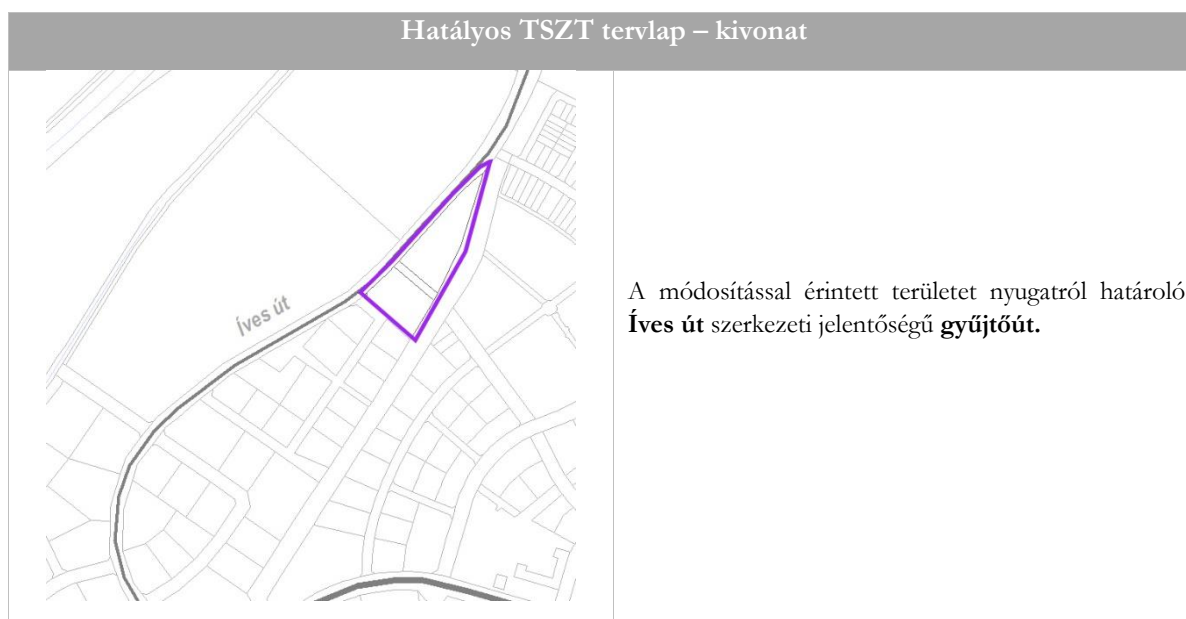 Hatályos TSZT tervlap – kivonat
Íves út
A módosítással érintett területet nyugatról határoló
Íves út szerkezeti jelentőségű gyűjtőút.